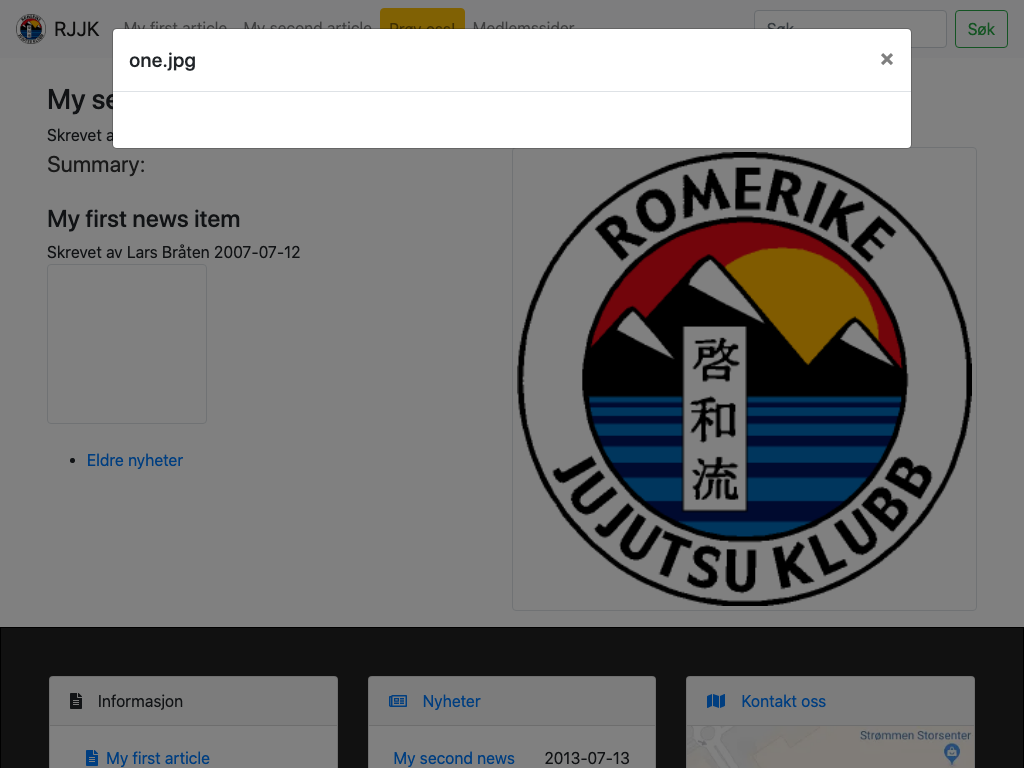 RJJK My first article My second article Prøv oss! Medlemssider Søk Søk
one.jpg ×
My se
Skrevet a
Summary:
My first news item
Skrevet av Lars Bråten 2007-07-12
Eldre nyheter
ROMERIKE
啓
和
流
JUJUTSU KLUBB
Informasjon
My first article
Nyheter
My second news 2013-07-13
Kontakt oss
Strømmen Storsenter